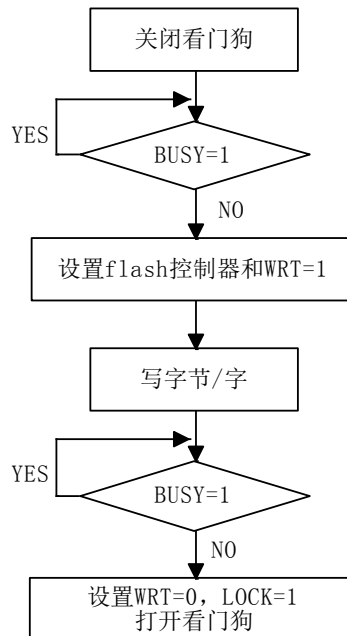 关闭看门狗
YES
BUSY=1
NO
设置flash控制器和WRT=1
写字节/字
YES
BUSY=1
NO
设置WRT=0，LOCK=1
打开看门狗